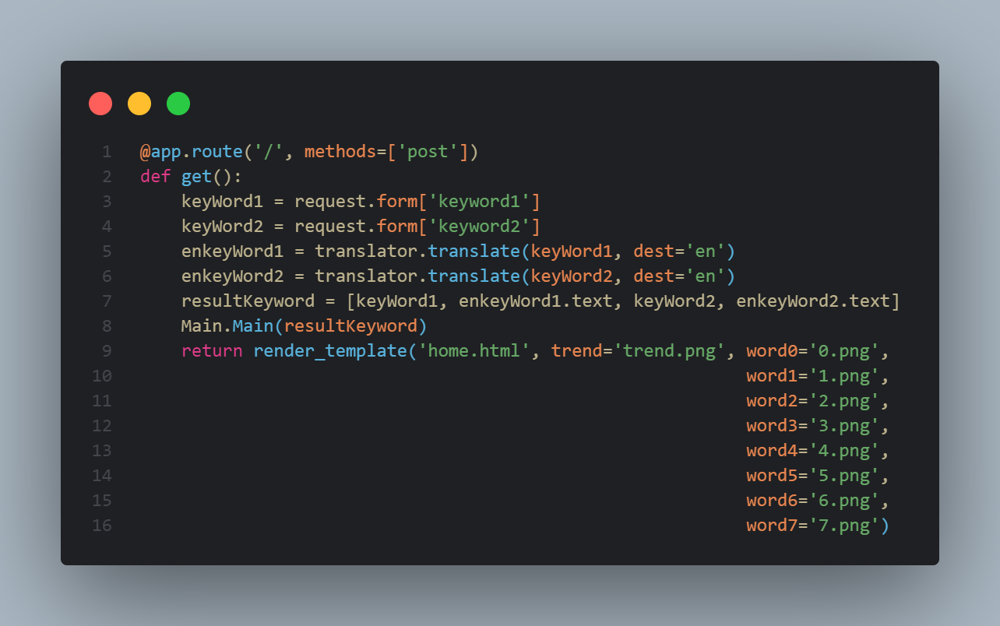 1 @app.route('/', methods=['post'])
2 def get():
3     keyWord1 = request.form['keyword1']
4     keyWord2 = request.form['keyword2']
5     enkeyWord1 = translator.translate(keyWord1, dest='en')
6     enkeyWord2 = translator.translate(keyWord2, dest='en')
7     resultKeyword = [keyWord1, enkeyWord1.text, keyWord2, enkeyWord2.text]
8     Main.Main(resultKeyword)
9     return render_template('home.html', trend='trend.png', word0='0.png',
10                                                            word1='1.png',
11                                                            word2='2.png',
12                                                            word3='3.png',
13                                                            word4='4.png',
14                                                            word5='5.png',
15                                                            word6='6.png',
16                                                            word7='7.png')